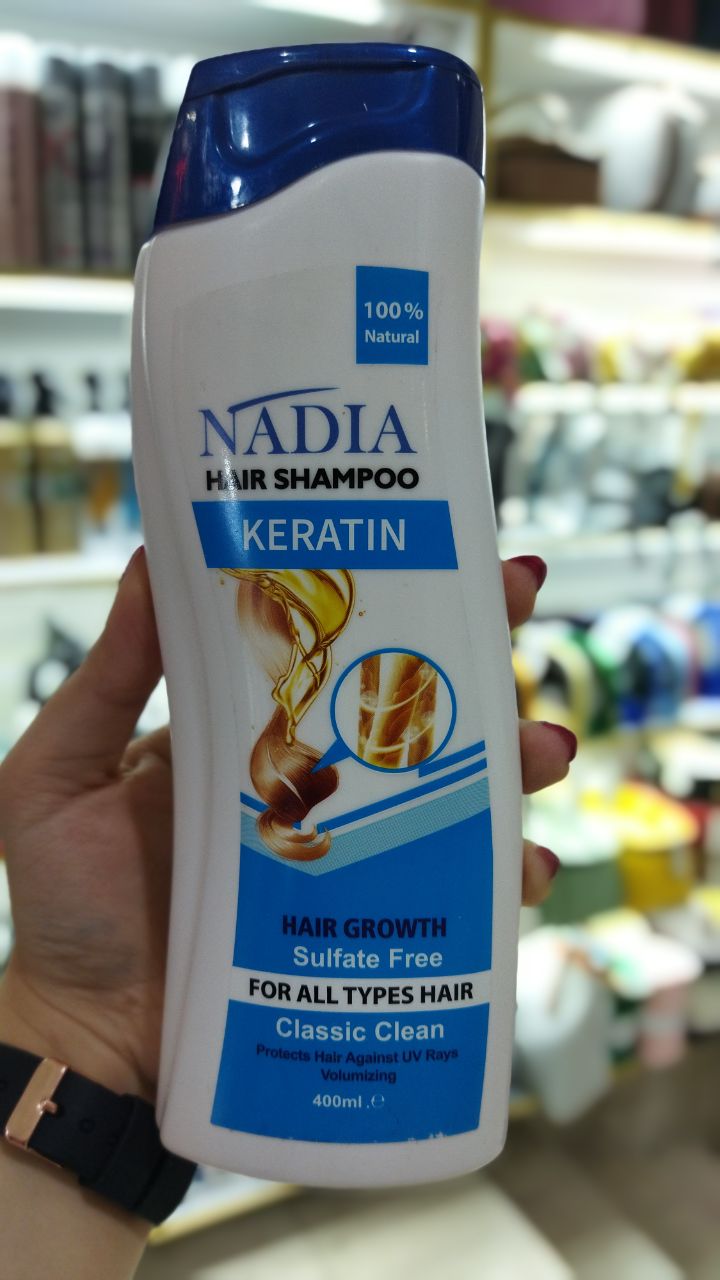 100%
Natural
NADIA
HAIR SHAMPOO
KERATIN
HAIR GROWTH
Sulfate Free
FOR ALL TYPES HAIR
Classic Clean
Protects Hair Against UV Rays
Volumizing
400ml .℮